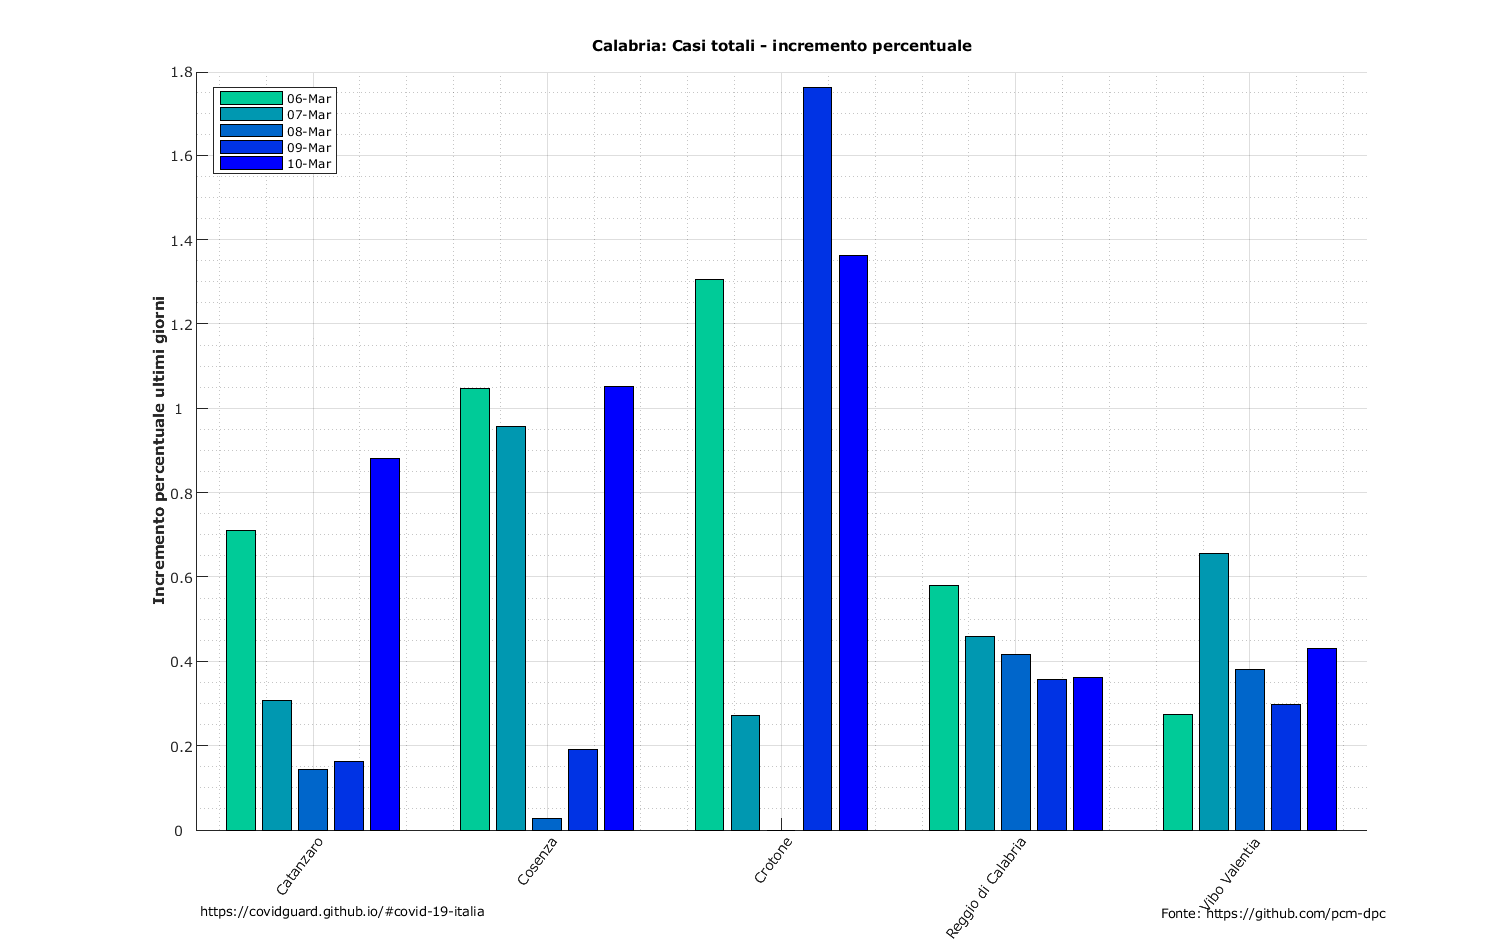 Calabria: Casi totali - incremento percentuale
Incremento percentuale ultimi giorni
1.8
1.6
1.4
1.2
1
0.8
0.6
0.4
0.2
0
06-Mar
07-Mar
08-Mar
09-Mar
10-Mar
Catanzaro
Cosenza
Crotone
Reggio di Calabria
Vibo Valentia
https://covidguard.github.io/#covid-19-italia
Fonte: https://github.com/pcm-dpc